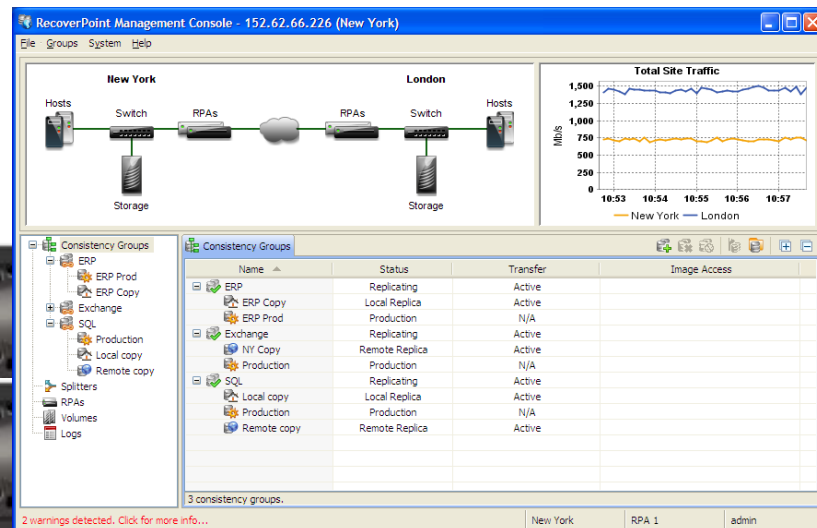 RecoverPoint Management Console - 152.62.66.226 (New York)
File Groups System Help
New York London
Hosts Switch RPAs RPAs Switch Hosts
Storage Storage
Total Site Traffic
Mb/s
1,500
1,250
1,000
750
500
250
0
10:53 10:54 10:55 10:56 10:57
New York London
Consistency Groups
ERP
ERP Prod
ERP Copy
Exchange
SQL
Production
Local copy
Remote copy
Splitters
RPAs
Volumes
Logs
Consistency Groups
Name Status Transfer Image Access
ERP Replicating Active
ERP Copy Local Replica Active
ERP Prod Production N/A
Exchange Replicating Active
NY Copy Remote Replica Active
Production Production N/A
SQL Replicating Active
Local copy Local Replica Active
Production Production N/A
Remote copy Remote Replica Active
3 consistency groups.
2 warnings detected. Click for more info... New York RPA 1 admin